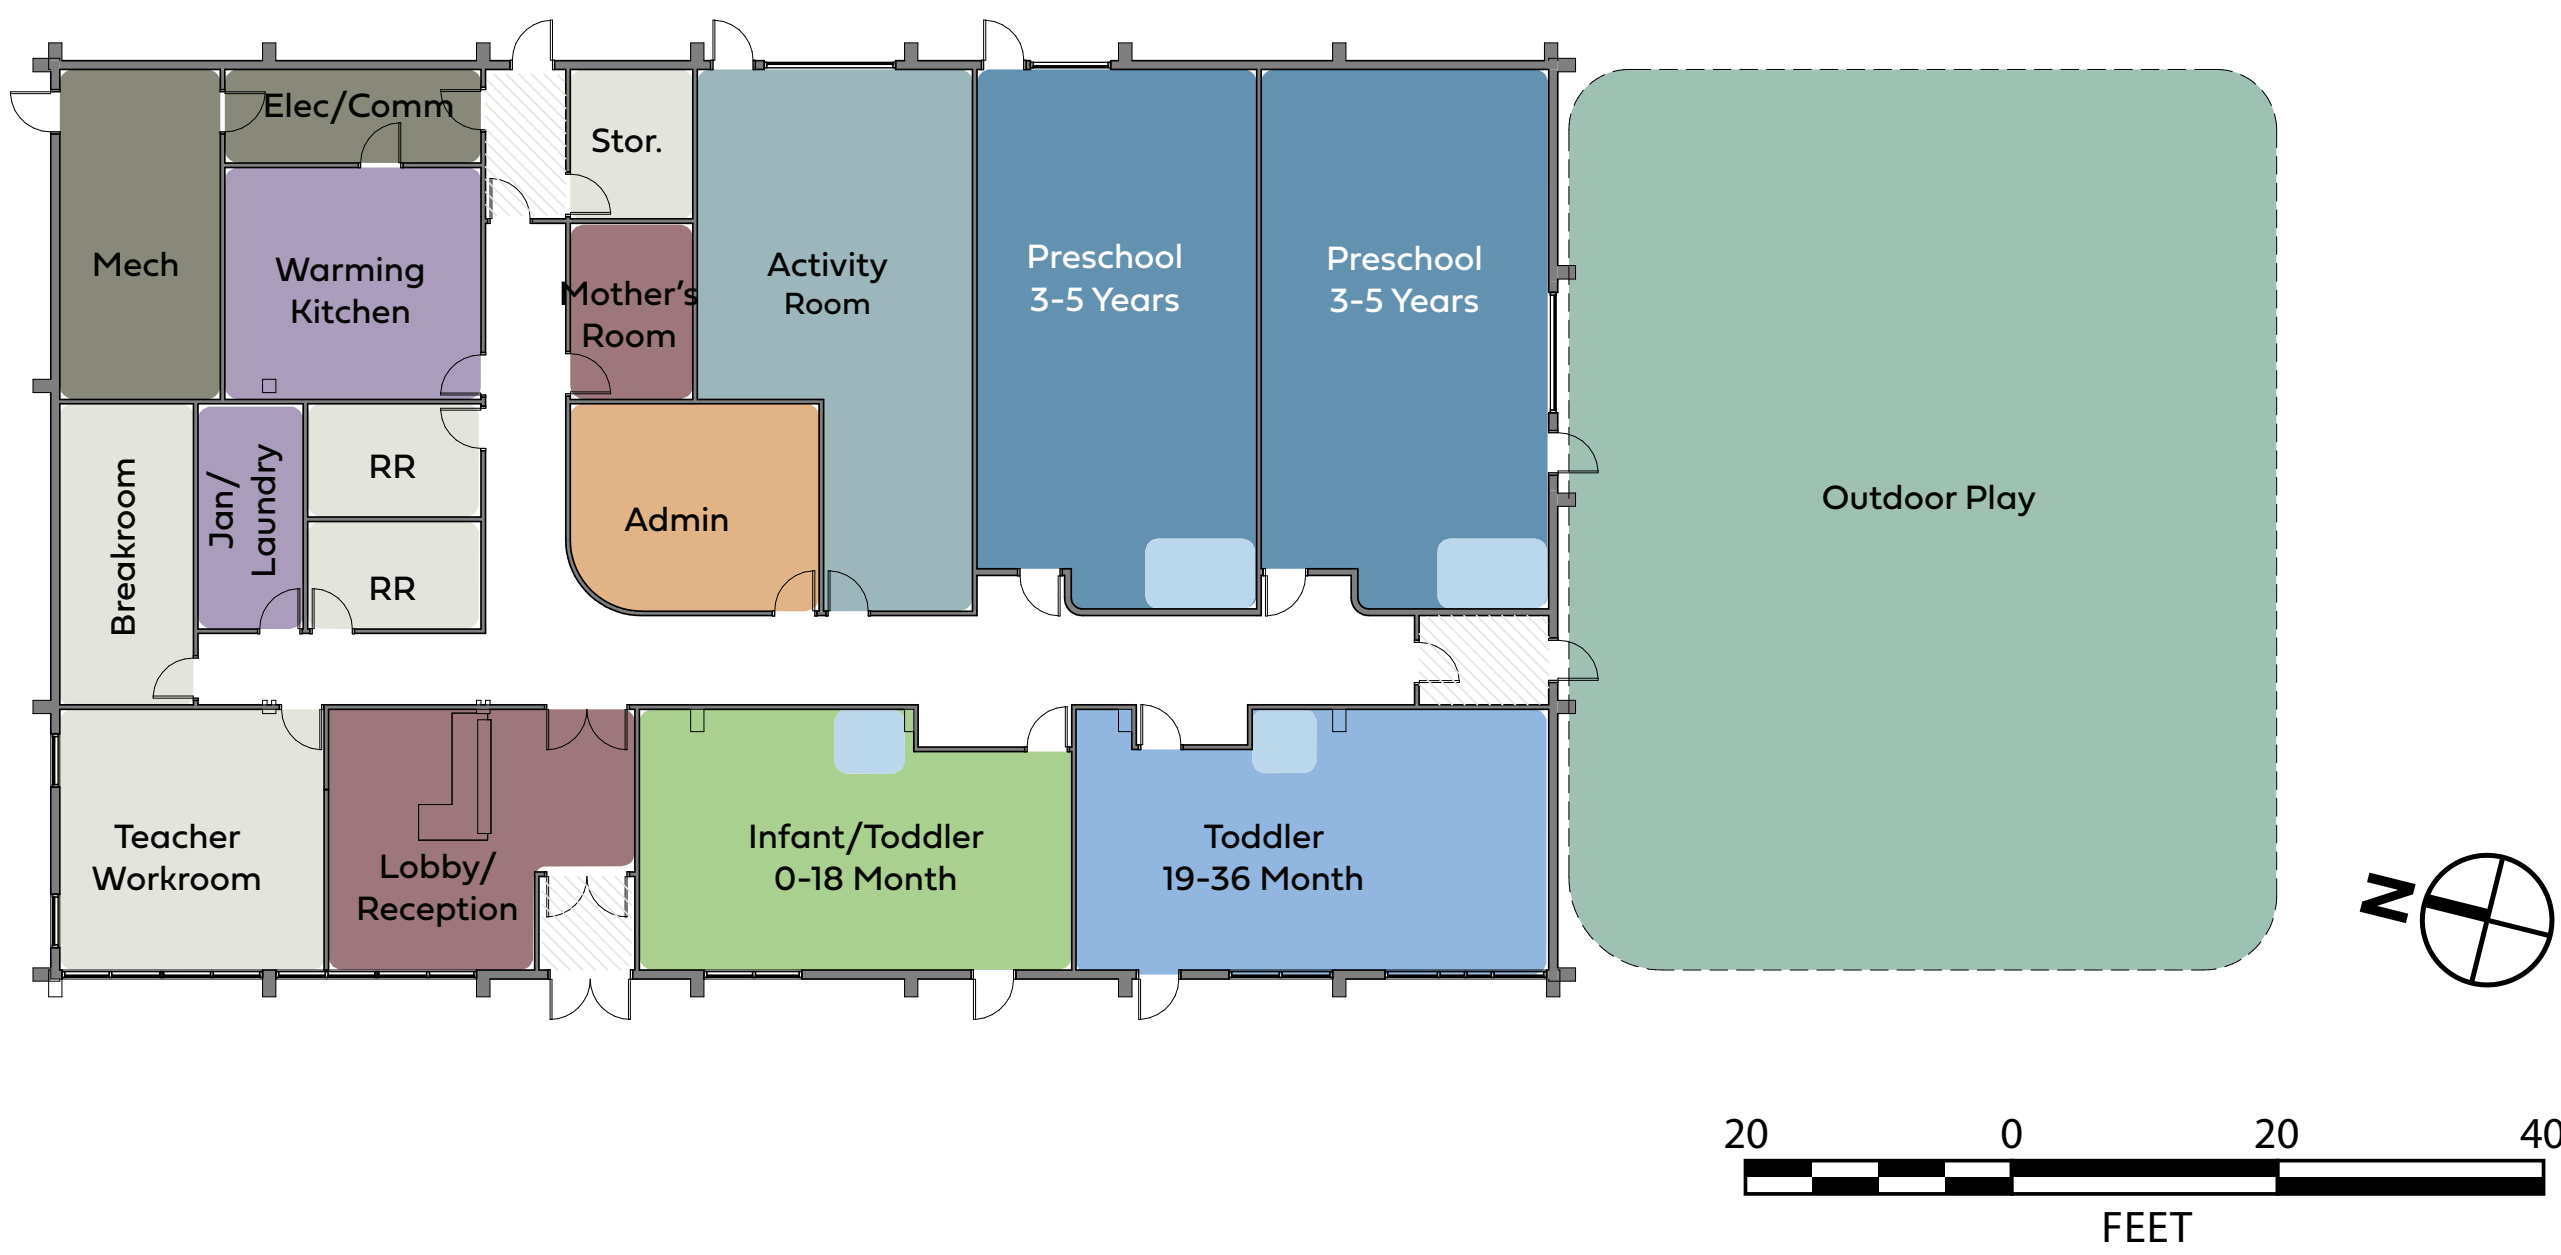 Elec/Comm
Stor.
Mech
Warming
Kitchen
Mother's
Room
Activity
Room
Preschool
3-5 Years
Preschool
3-5 Years
Breakroom
Jan/
Laundry
RR
RR
Admin
Outdoor Play
Teacher
Workroom
Lobby/
Reception
Infant/Toddler
0-18 Month
Toddler
19-36 Month
N
20 0 20 40
FEET